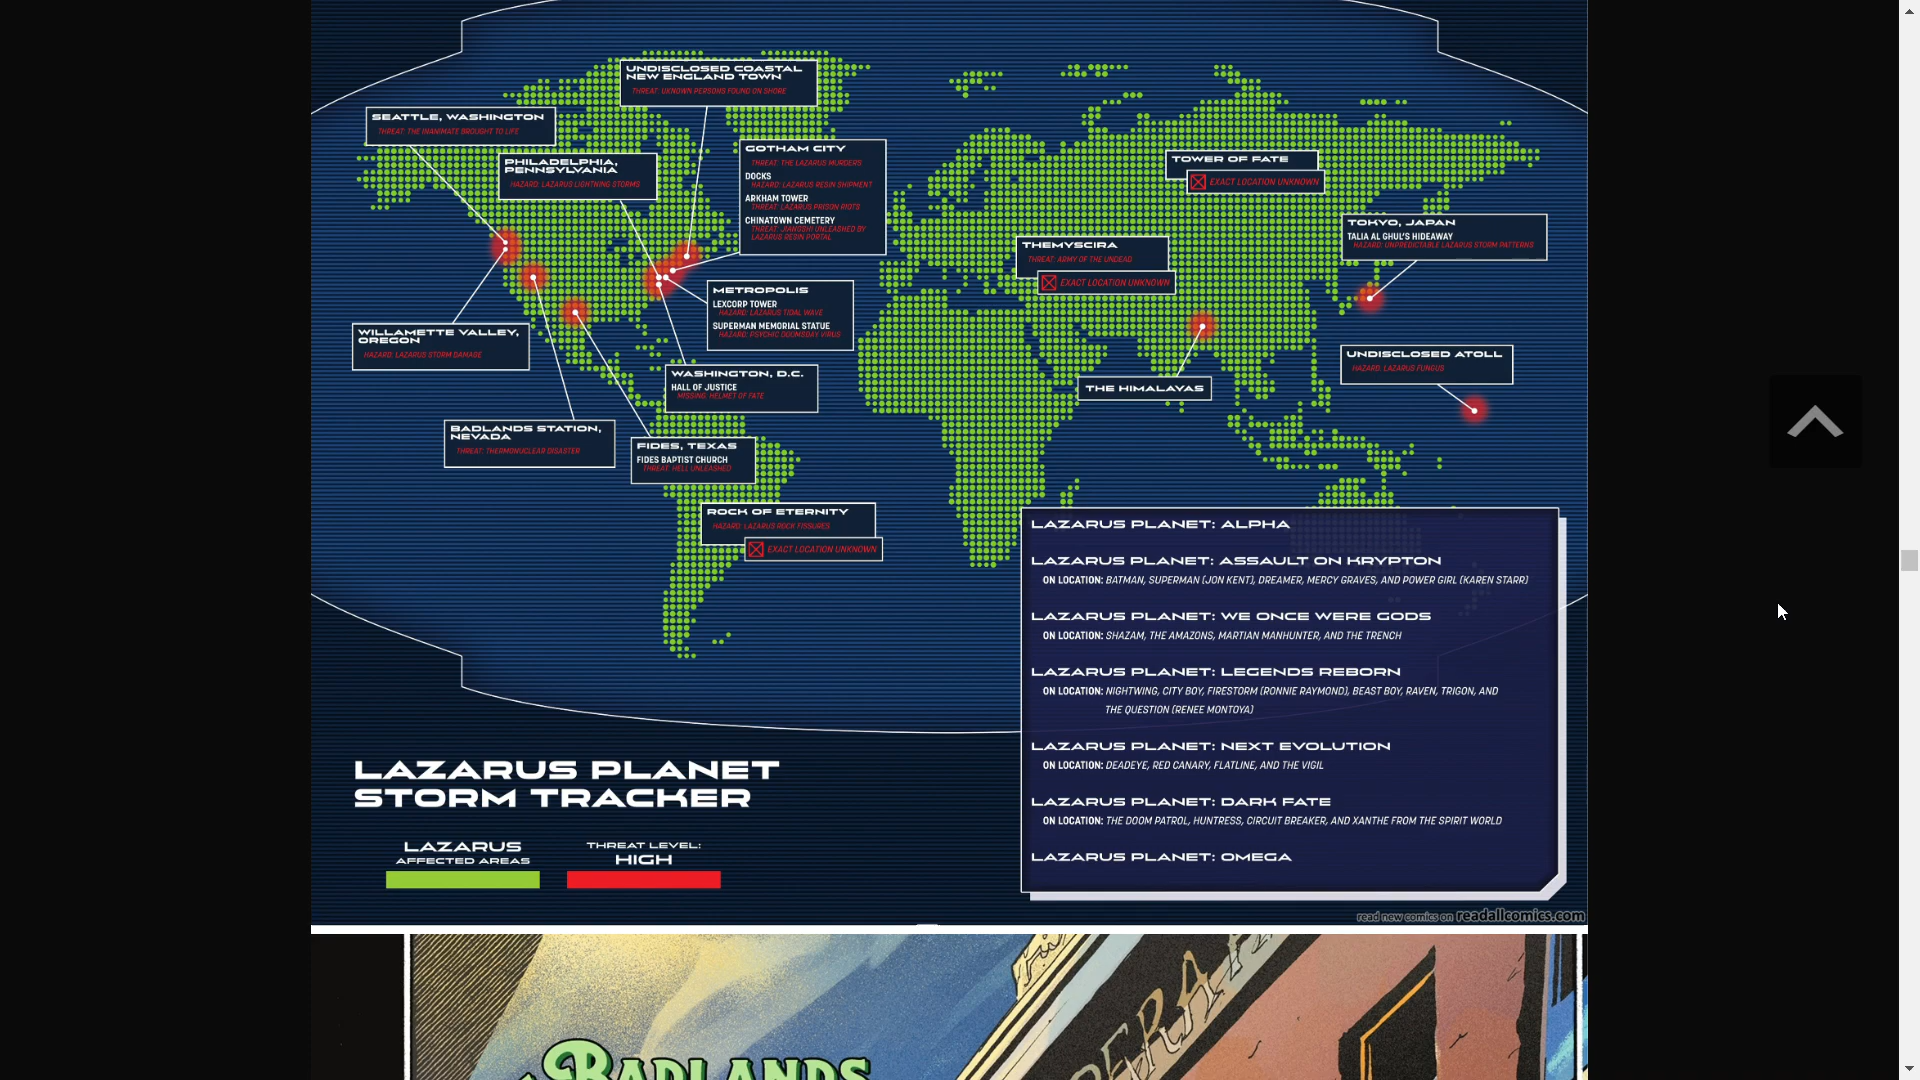 UNDISCLOSED COASTAL
NEW ENGLAND TOWN
THREAT: UKNOWN PERSONS FOUND ON SHORE
SEATTLE, WASHINGTON
THREAT: THE INANIMATE BROUGHT TO LIFE
PHILADELPHIA,
PENNSYLVANIA
HAZARD: LAZARUS LIGHTNING STORMS
GOTHAM CITY
THREAT: THE LAZARUS MURDERS
DOCKS
HAZARD: LAZARUS RESIN SHIPMENT
ARKHAM TOWER
THREAT: LAZARUS PRISON RIOTS
CHINATOWN CEMETERY
THREAT: JIANGSHI UNLEASHED BY
LAZARUS RESIN PORTAL
TOWER OF FATE
EXACT LOCATION UNKNOWN
TOKYO, JAPAN
TALIA AL GHUL'S HIDEAWAY
HAZARD: UNPREDICTABLE LAZARUS STORM PATTERNS
THEMYSCIRA
THREAT: ARMY OF THE UNDEAD
EXACT LOCATION UNKNOWN
METROPOLIS
LEXCORP TOWER
HAZARD: LAZARUS TIDAL WAVE
SUPERMAN MEMORIAL STATUE
HAZARD: PSYCHIC DOOMSDAY VIRUS
WILLAMETTE VALLEY,
OREGON
HAZARD: LAZARUS STORM DAMAGE
UNDISCLOSED ATOLL
HAZARD: LAZARUS FUNGUS
WASHINGTON, D.C.
HALL OF JUSTICE
MISSING: HELMET OF FATE
THE HIMALAYAS
BADLANDS STATION,
NEVADA
THREAT: THERMONUCLEAR DISASTER
FIDES, TEXAS
FIDES BAPTIST CHURCH
THREAT: HELL UNLEASHED
ROCK OF ETERNITY
HAZARD: LAZARUS ROCK FISSURES
EXACT LOCATION UNKNOWN
LAZARUS PLANET: ALPHA
LAZARUS PLANET: ASSAULT ON KRYPTON
ON LOCATION: BATMAN, SUPERMAN (JON KENT), DREAMER, MERCY GRAVES, AND POWER GIRL (KAREN STARR)
LAZARUS PLANET: WE ONCE WERE GODS
ON LOCATION: SHAZAM, THE AMAZONS, MARTIAN MANHUNTER, AND THE TRENCH
LAZARUS PLANET: LEGENDS REBORN
ON LOCATION: NIGHTWING, CITY BOY, FIRESTORM (RONNIE RAYMOND), BEAST BOY, RAVEN, TRIGON, AND
THE QUESTION (RENEE MONTOYA)
LAZARUS PLANET: NEXT EVOLUTION
ON LOCATION: DEADEYE, RED CANARY, FLATLINE, AND THE VIGIL
LAZARUS PLANET: DARK FATE
ON LOCATION: THE DOOM PATROL, HUNTRESS, CIRCUIT BREAKER, AND XANTHE FROM THE SPIRIT WORLD
LAZARUS PLANET: OMEGA
LAZARUS PLANET
STORM TRACKER
LAZARUS
AFFECTED AREAS
THREAT LEVEL:
HIGH
read new comics on readallcomics.com
BADLANDS